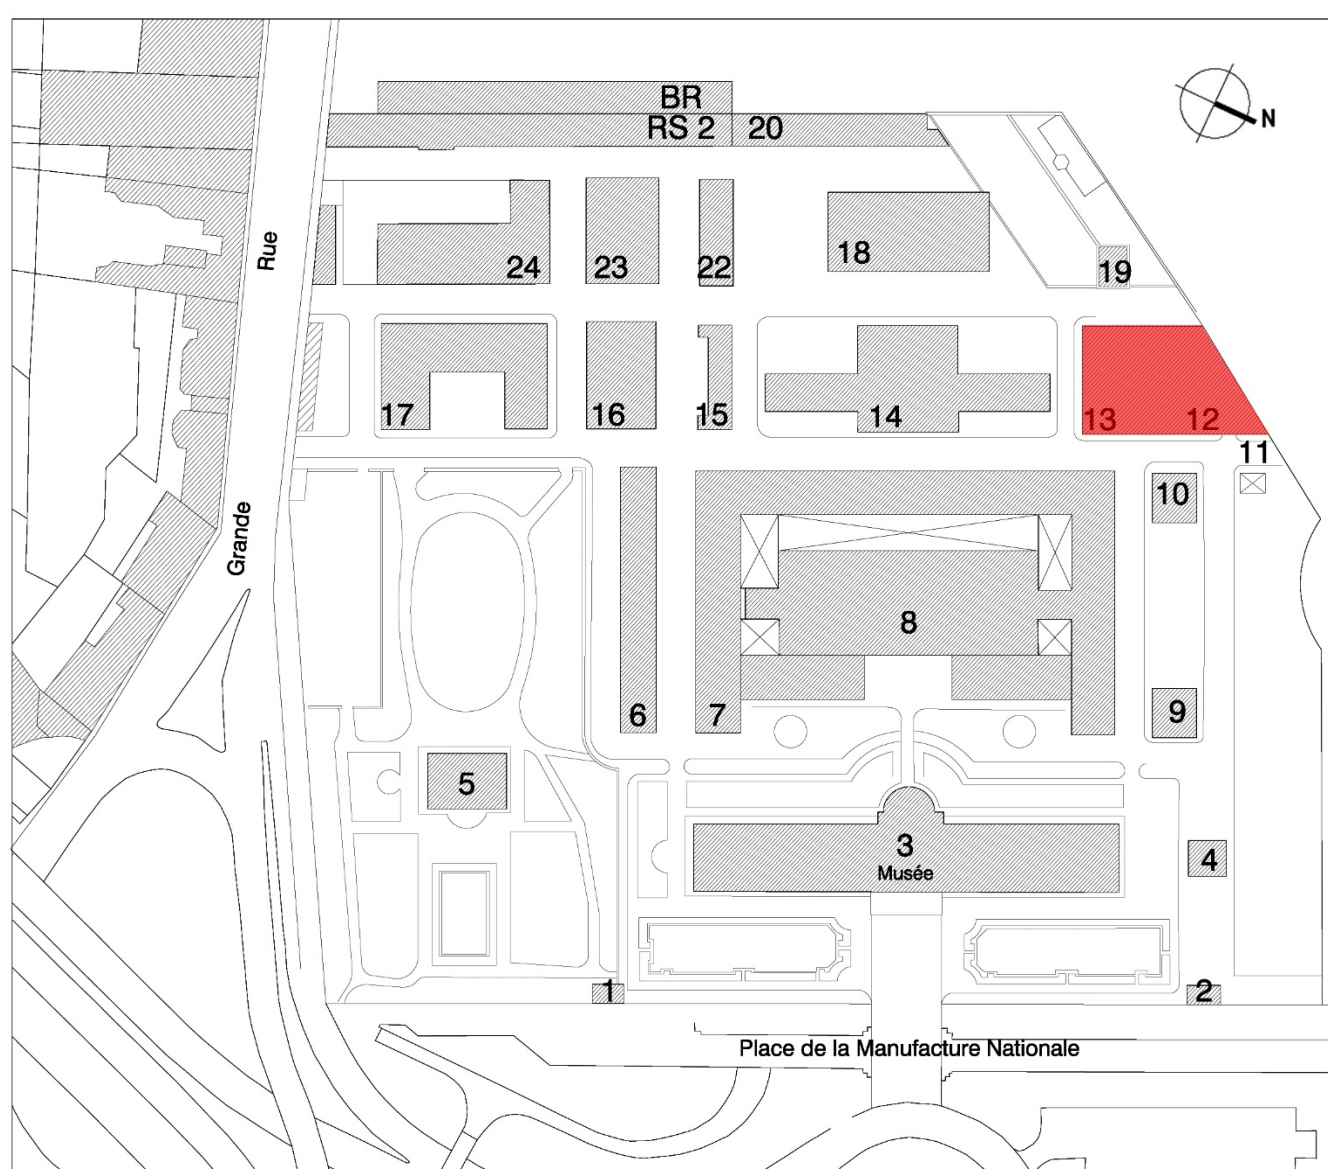 BR
N
RS 2 20
Rue
24 23 22 18 19
17 16 15 14 13 12
11
10
Grande
8
6 7 9
5
3 4
Musée
1 2
Place de la Manufacture Nationale